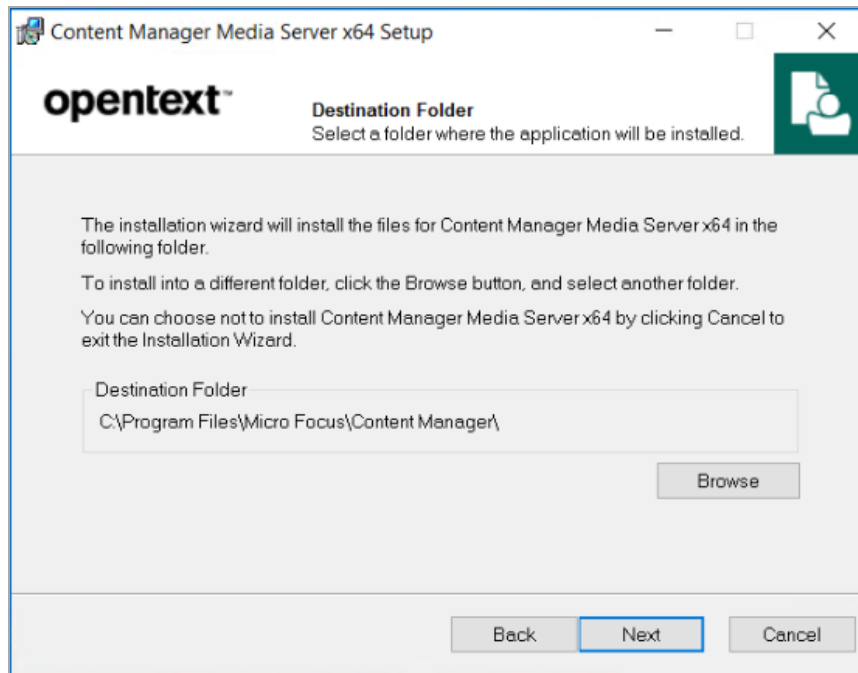 Content Manager Media Server x64 Setup
opentext™
Destination Folder
Select a folder where the application will be installed.
The installation wizard will install the files for Content Manager Media Server x64 in the
following folder.
To install into a different folder, click the Browse button, and select another folder.
You can choose not to install Content Manager Media Server x64 by clicking Cancel to
exit the Installation Wizard.
Destination Folder
C:\Program Files\Micro Focus\Content Manager\
Browse
Back
Next
Cancel